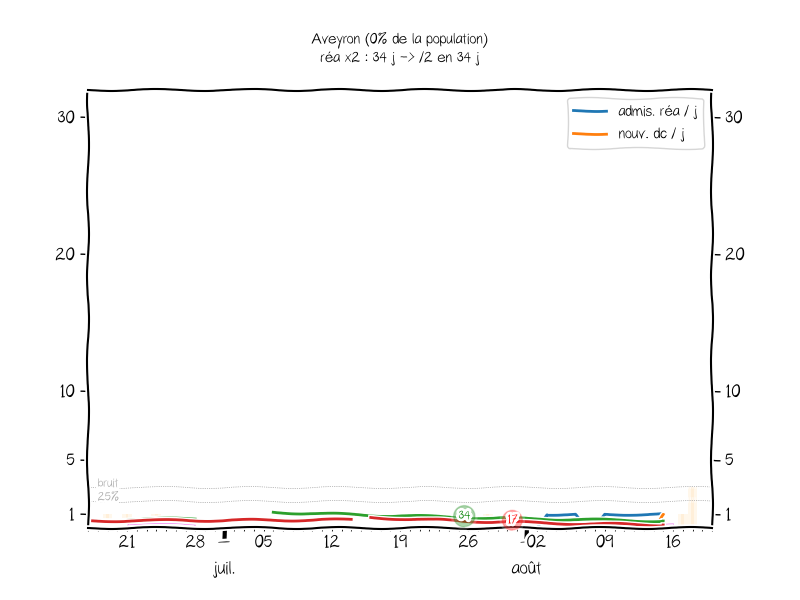 Aveyron (0% de la population)
réa x2 : 34 j -> /2 en 34 j
admis. réa / j
nouv. dc / j
30
20
10
5
1
30
20
10
5
1
bruit
25%
34
17
21 28 05 12 19 26 02 09 16
juil. août